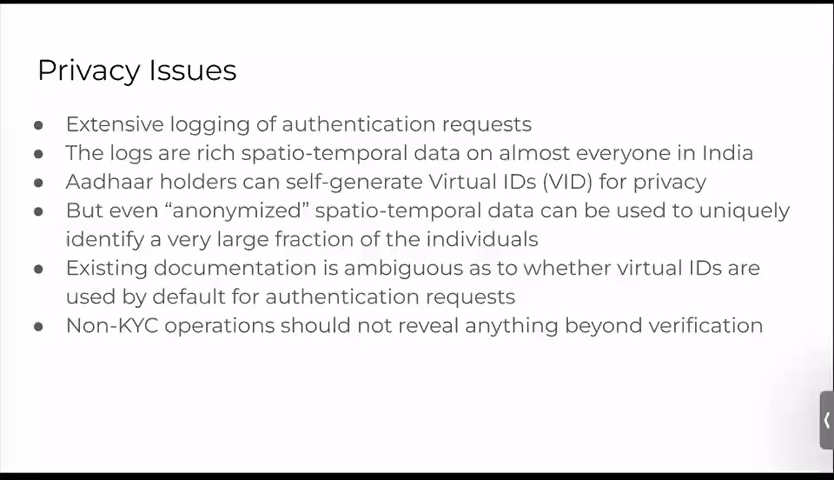 Privacy Issues
● Extensive logging of authentication requests
● The logs are rich spatio-temporal data on almost everyone in India
● Aadhaar holders can self-generate Virtual IDs (VID) for privacy
● But even “anonymized” spatio-temporal data can be used to uniquely
identify a very large fraction of the individuals
● Existing documentation is ambiguous as to whether virtual IDs are
used by default for authentication requests
● Non-KYC operations should not reveal anything beyond verification